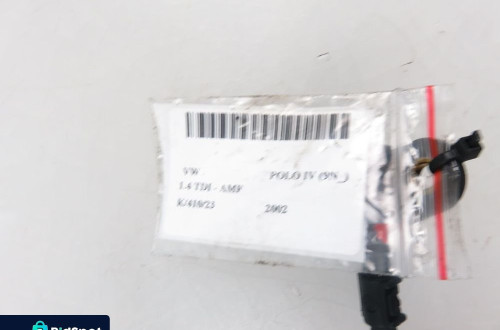 VW POLO IV (9N_)
1.4 TDI - AMF
K/410/23 2002